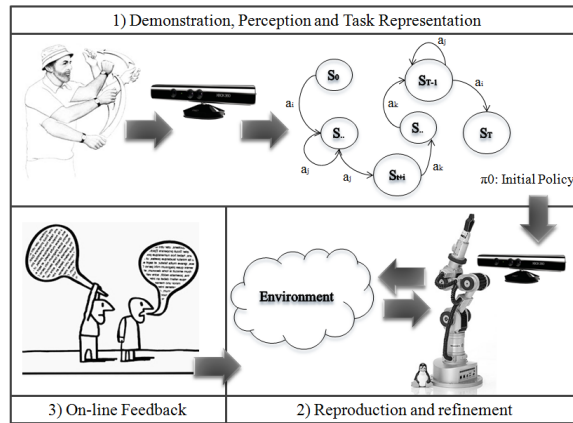 1) Demonstration, Perception and Task Representation
S0
ai
S..
aj
aj
St+i
ak
S..
ak
ST-1
aj
ai
ST
π0: Initial Policy
Environment
3) On-line Feedback
2) Reproduction and refinement